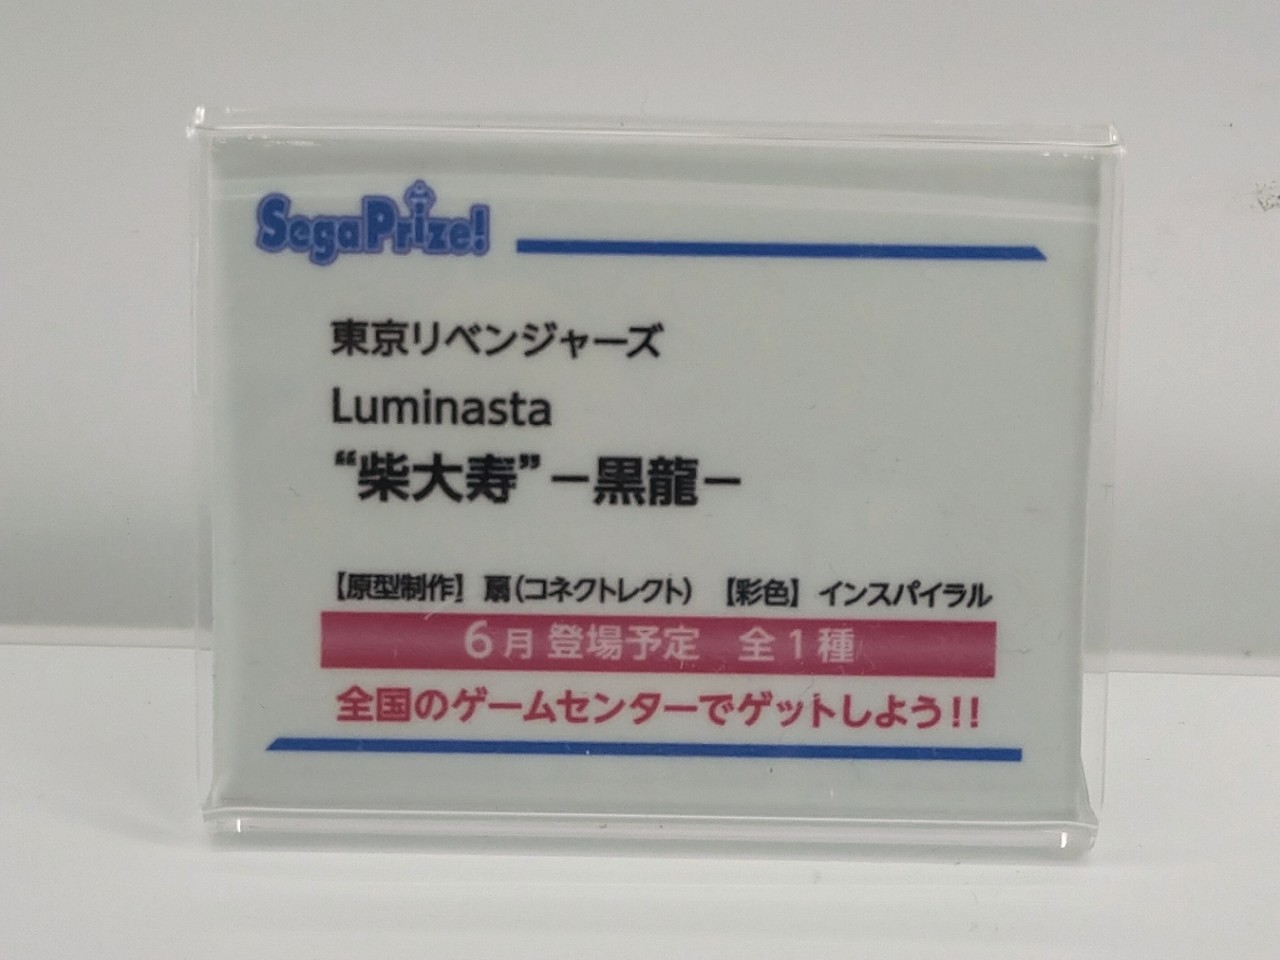 SegaPrize!
東京リベンジャーズ
Luminasta
“柴大寿”－黒龍－
【原型制作】 扇(コネクトレクト) 【彩色】 インスパイラル
6月 登場予定 全1種
全国のゲームセンターでゲットしよう!!